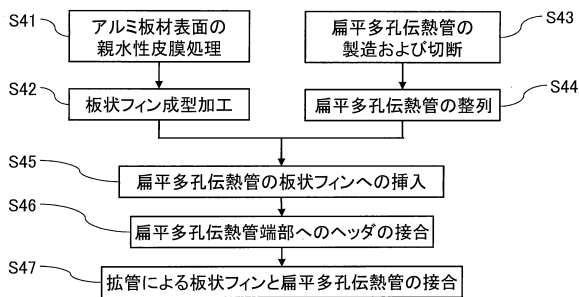 S41
アルミ板材表面の
親水性皮膜処理
S43
扁平多孔伝熱管の
製造および切断
S42
板状フィン成型加工
S44
扁平多孔伝熱管の整列
S45
扁平多孔伝熱管の板状フィンへの挿入
S46
扁平多孔伝熱管端部へのヘッダの接合
S47
拡管による板状フィンと扁平多孔伝熱管の接合